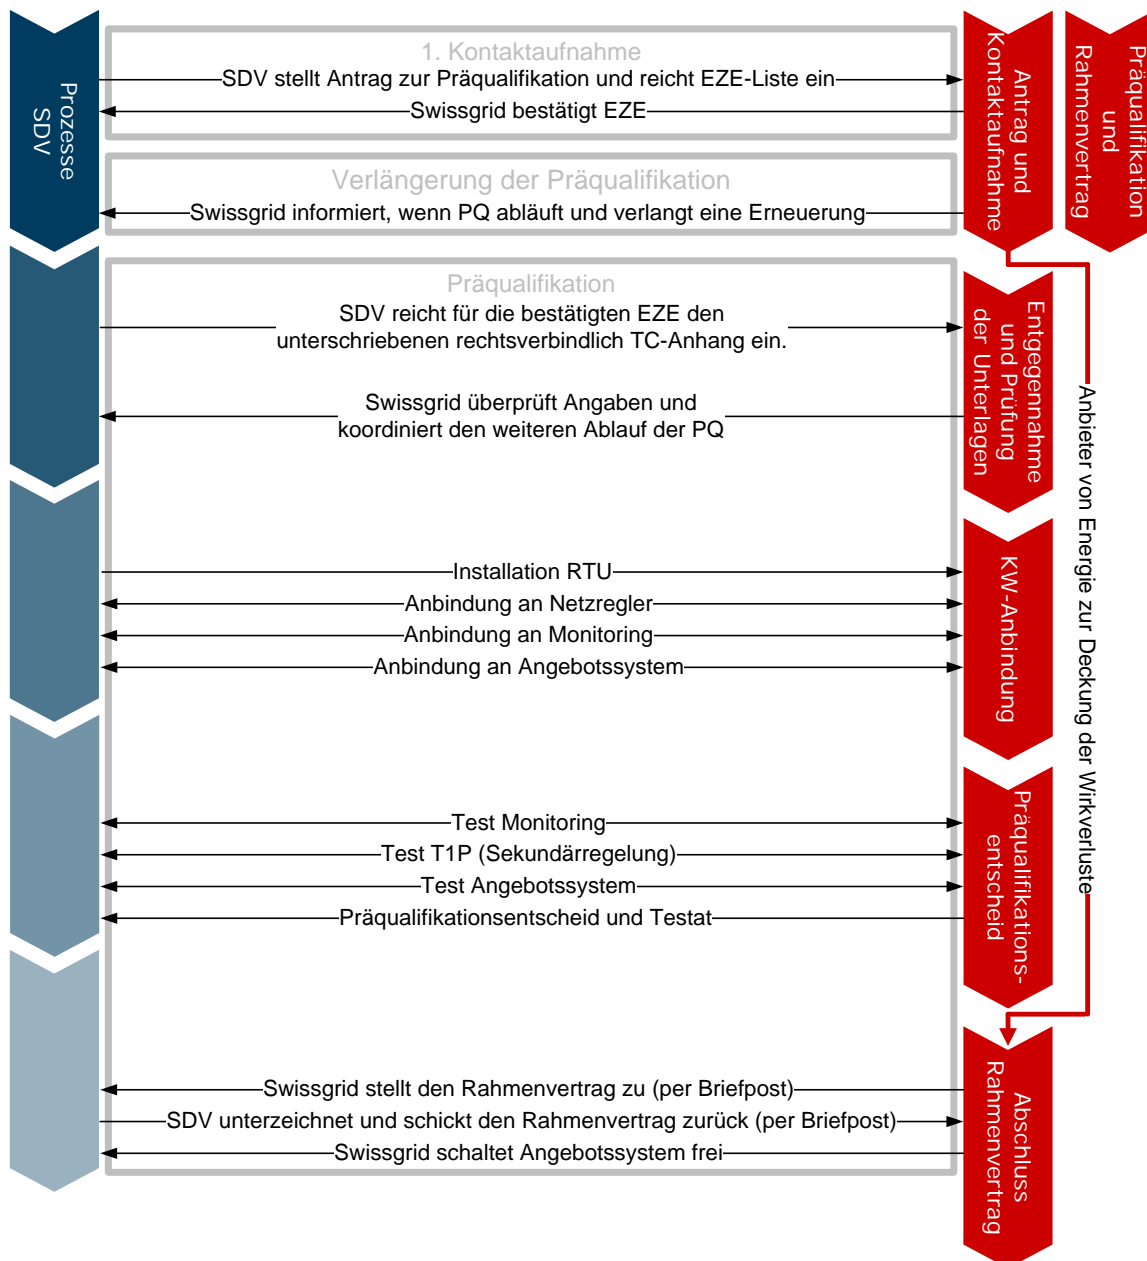 Prozesse
SDV
1. Kontaktaufnahme
SDV stellt Antrag zur Präqualifikation und reicht EZE-Liste ein
Swissgrid bestätigt EZE
Verlängerung der Präqualifikation
Swissgrid informiert, wenn PQ abläuft und verlangt eine Erneuerung
Antrag und
Kontaktaufnahme
Präqualifikation
und
Rahmenvertrag
Präqualifikation
SDV reicht für die bestätigten EZE den
unterschriebenen rechtsverbindlich TC-Anhang ein.
Swissgrid überprüft Angaben und
koordiniert den weiteren Ablauf der PQ
Entgegennahme
und Prüfung
der Unterlagen
Anbieter von Energie zur Deckung der Wirkverluste
Installation RTU
Anbindung an Netzregler
Anbindung an Monitoring
Anbindung an Angebotssystem
KW-Anbindung
Test Monitoring
Test T1P (Sekundärregelung)
Test Angebotssystem
Präqualifikationsentscheid und Testat
Präqualifikations-
entscheid
Swissgrid stellt den Rahmenvertrag zu (per Briefpost)
SDV unterzeichnet und schickt den Rahmenvertrag zurück (per Briefpost)
Swissgrid schaltet Angebotssystem frei
Abschluss
Rahmenvertrag